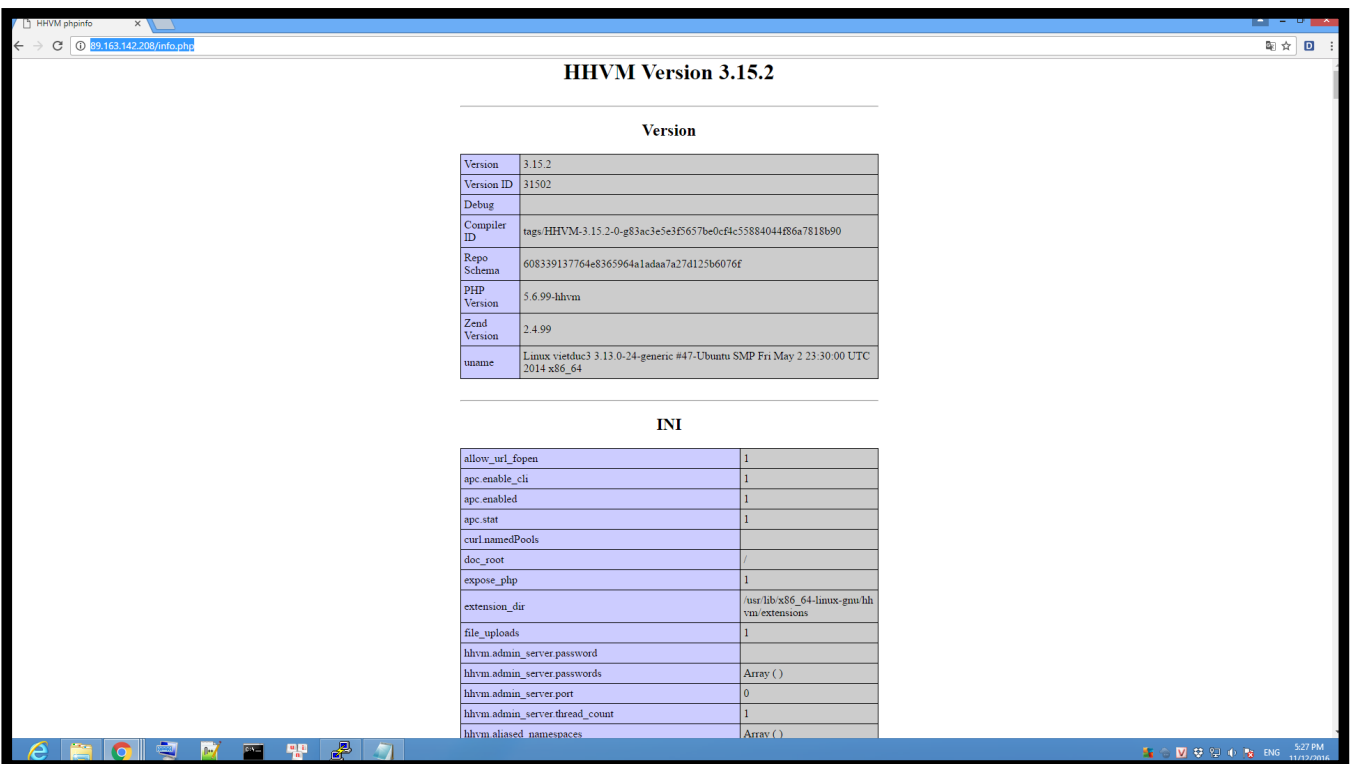 HHVM phpinfo
89.163.142.208/info.php
HHVM Version 3.15.2
Version
Version 3.15.2
Version ID 31502
Debug
Compiler ID tags/HHVM-3.15.2-0-g83ac3e5e3f5657be0cf4c55884044f86a7818b90
Repo Schema 608339137764e8365964a1adaa7a27d125b6076f
PHP Version 5.6.99-hhvm
Zend Version 2.4.99
uname Linux vietduc3 3.13.0-24-generic #47-Ubuntu SMP Fri May 2 23:30:00 UTC
2014 x86_64
INI
allow_url_fopen 1
apc.enable_cli 1
apc.enabled 1
apc.stat 1
curl.namedPools
doc_root /
expose_php 1
extension_dir /usr/lib/x86_64-linux-gnu/hh
vm/extensions
file_uploads 1
hhvm.admin_server.password
hhvm.admin_server.passwords Array ( )
hhvm.admin_server.port 0
hhvm.admin_server.thread_count 1
hhvm.aliased_namespaces Array ( )
ENG 5:27 PM
11/12/2016